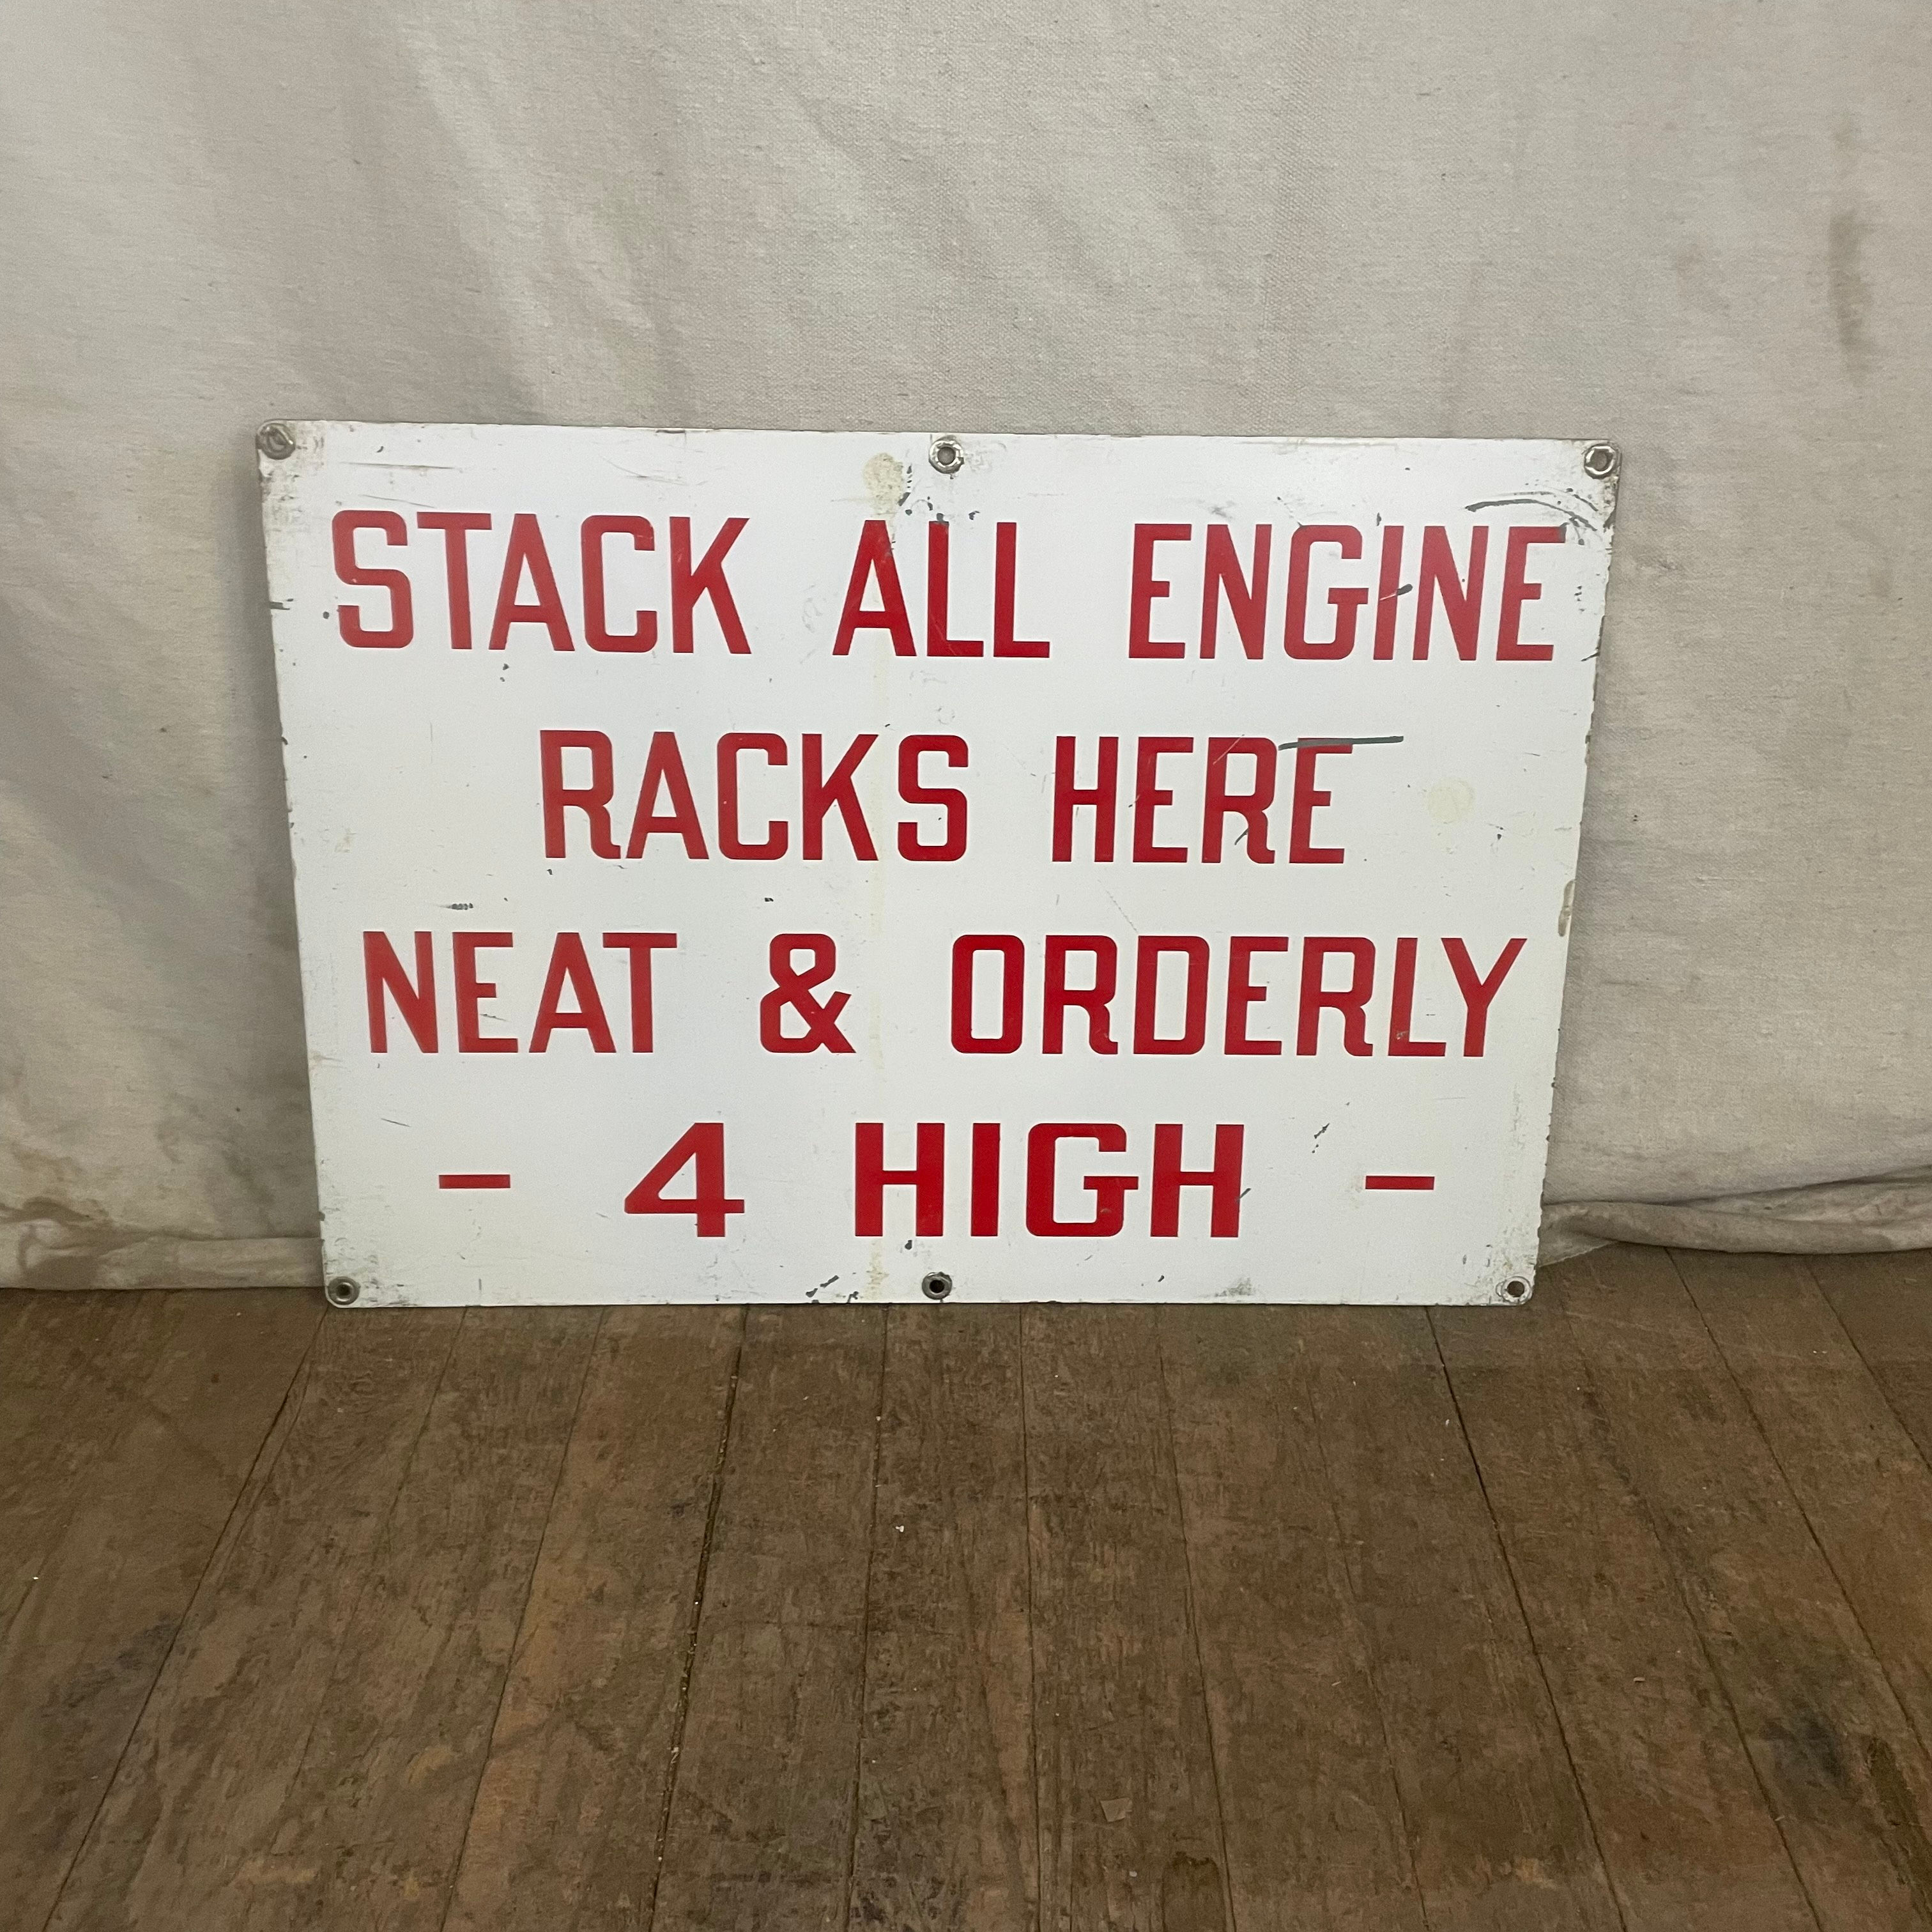 STACK ALL ENGINE
RACKS HERE
NEAT & ORDERLY
- 4 HIGH -